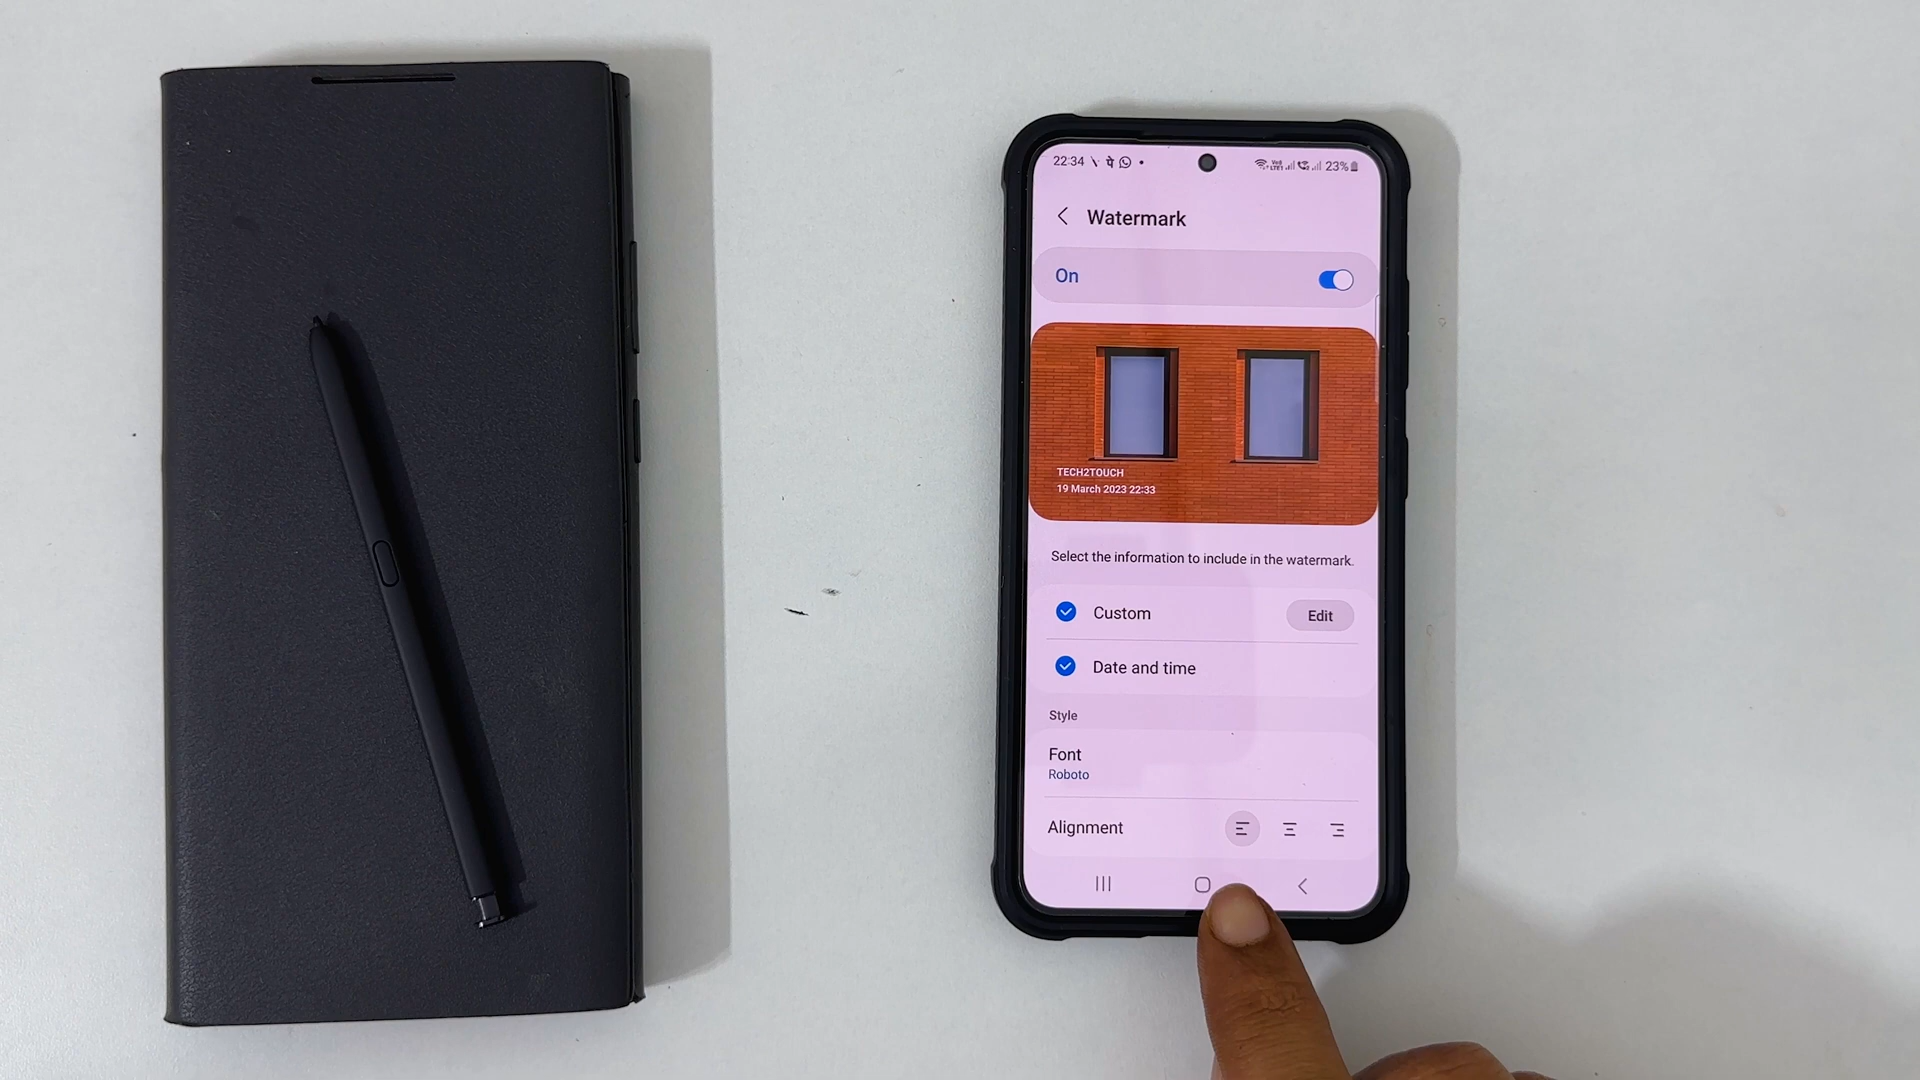 22:34
23%
Watermark
On
TECH2TOUCH
19 March 2023 22:33
Select the information to include in the watermark.
Custom
Edit
Date and time
Style
Font
Roboto
Alignment